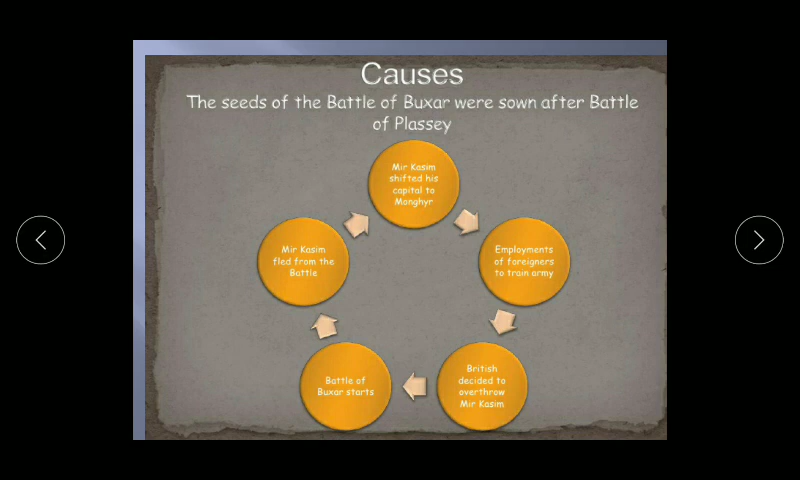 Causes
The seeds of the Battle of Buxar were sown after Battle
of Plassey
Mir Kasim
shifted his
capital to
Monghyr
Employments
of foreigners
to train army
British
decided to
overthrow
Mir Kasim
Battle of
Buxar starts
Mir Kasim
fled from the
Battle